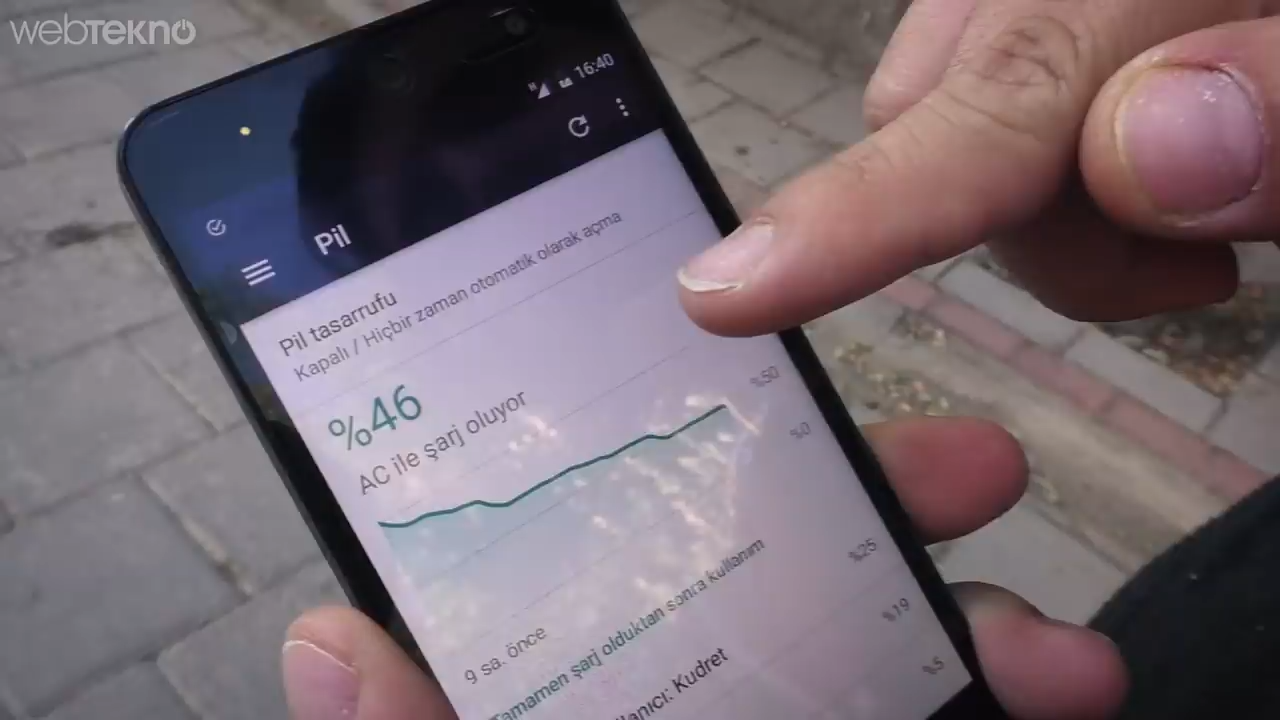 webtekno
16:40
Pil
Pil tasarrufu
Kapalı / Hiçbir zaman otomatik olarak açma
%46
AC ile şarj oluyor
%50
%0
9 sa. önce
Tamamen şarj olduktan sonra kullanım
%25
lanıcı: Kudret
%19
%5